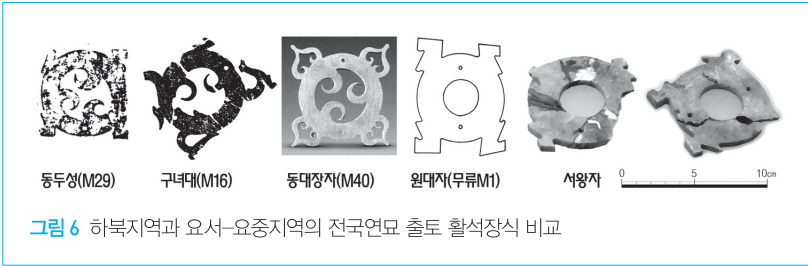 동두성(M29) 구녀대(M16) 동대장자(M40) 원대자(무류M1) 서왕자 0 5 10cm
그림 6 하북지역과 요서–요중지역의 전국연묘 출토 활석장식 비교